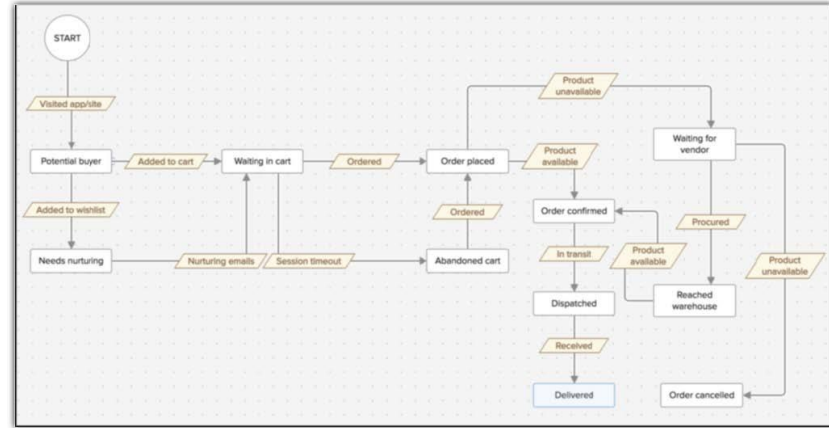 START
Visited app/site
Potential buyer
Added to cart
Waiting in cart
Ordered
Order placed
Product
unavailable
Waiting for
vendor
Product
available
Added to wishlist
Ordered
Order confirmed
Procured
Needs nurturing
Nurturing emails
Session timeout
Abandoned cart
In transit
Product
available
Product
unavailable
Dispatched
Reached
warehouse
Received
Delivered
Order cancelled